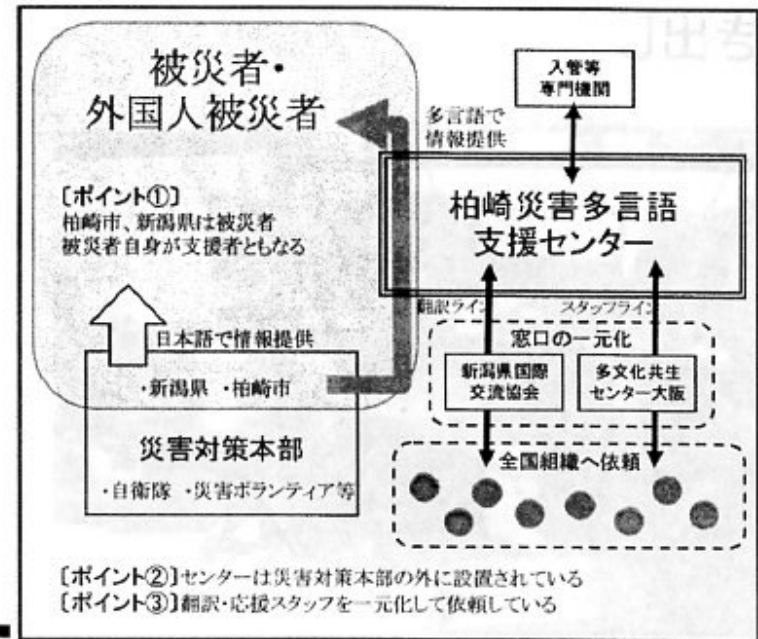 被災者・
外国人被災者
[ポイント①]
柏崎市、新潟県は被災者
被災者自身が支援者ともなる
日本語で情報提供
・新潟県 ・柏崎市
災害対策本部
・自衛隊 ・災害ボランティア等
入管等
専門機関
多言語で
情報提供
柏崎災害多言語
支援センター
翻訳ライン
スタッフライン
窓口の一元化
新潟県国際
交流協会
多文化共生
センター大阪
全国組織へ依頼
[ポイント②]センターは災害対策本部の外に設置されている
[ポイント③]翻訳・応援スタッフを一元化して依頼している